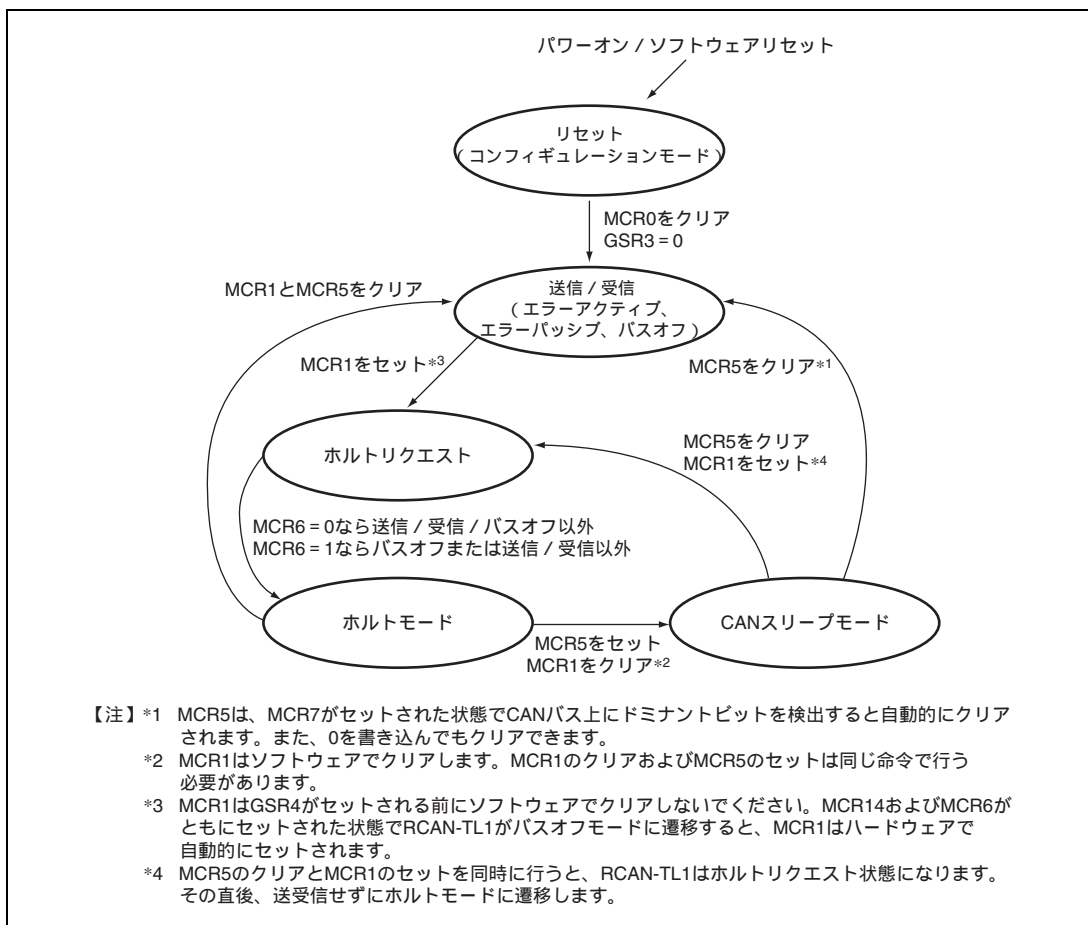 パワーオン / ソフトウェアリセット
リセット
( コンフィギュレーションモード )
MCR0をクリア
GSR3 = 0
MCR1とMCR5をクリア
送信 / 受信
( エラーアクティブ、
エラーパッシブ、バスオフ )
MCR1をセット*3
MCR5をクリア*1
MCR5をクリア
MCR1をセット*4
ホルトリクエスト
MCR6 = 0なら送信 / 受信 / バスオフ以外
MCR6 = 1ならバスオフまたは送信 / 受信以外
ホルトモード
CANスリープモード
MCR5をセット
MCR1をクリア*2
【注】 *1 MCR5は、MCR7がセットされた状態でCANバス上にドミナントビットを検出すると自動的にクリア
されます。また、0を書き込んでもクリアできます。
*2 MCR1はソフトウェアでクリアします。MCR1のクリアおよびMCR5のセットは同じ命令で行う
必要があります。
*3 MCR1はGSR4がセットされる前にソフトウェアでクリアしないでください。MCR14およびMCR6が
ともにセットされた状態でRCAN-TL1がバスオフモードに遷移すると、MCR1はハードウェアで
自動的にセットされます。
*4 MCR5のクリアとMCR1のセットを同時に行うと、RCAN-TL1はホルトリクエスト状態になります。
その直後、送受信せずにホルトモードに遷移します。